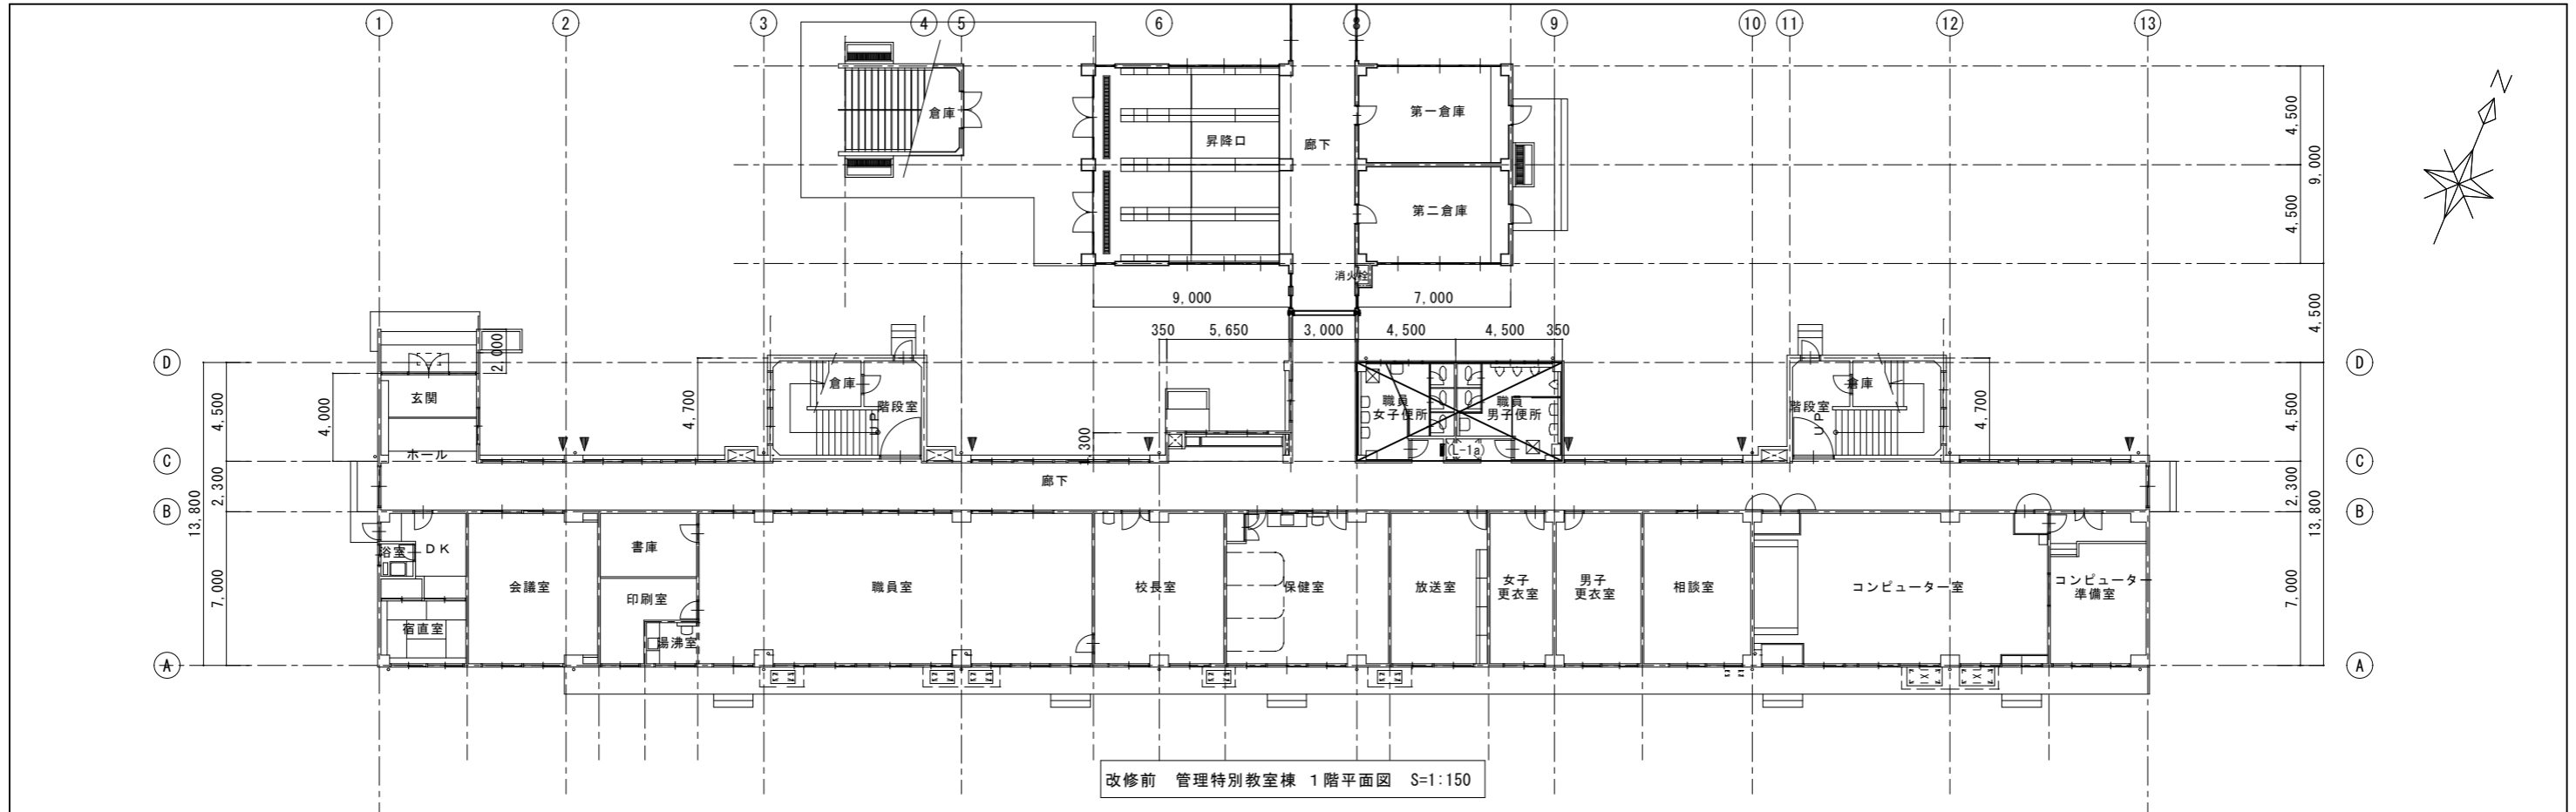 1
2
3
4
5
6
8
9
10
11
12
13
N
倉庫
昇降口
廊下
第一倉庫
第二倉庫
消火栓
4,500
4,500
9,000
4,500
9,000
7,000
350
5,650
3,000
4,500
4,500
350
D
D
2,000
玄関
4,000
4,500
ホール
4,700
倉庫
階段室
UP
300
職員
女子便所
職員
男子便所
(L-1a)
倉庫
階段室
UP
4,700
4,500
C
C
2,300
13,800
廊下
2,300
13,800
B
B
浴室
DK
宿直室
会議室
書庫
印刷室
湯沸室
職員室
校長室
保健室
放送室
女子
更衣室
男子
更衣室
相談室
コンピューター室
コンピューター
準備室
7,000
7,000
A
A
改修前 管理特別教室棟 1階平面図 S=1:150